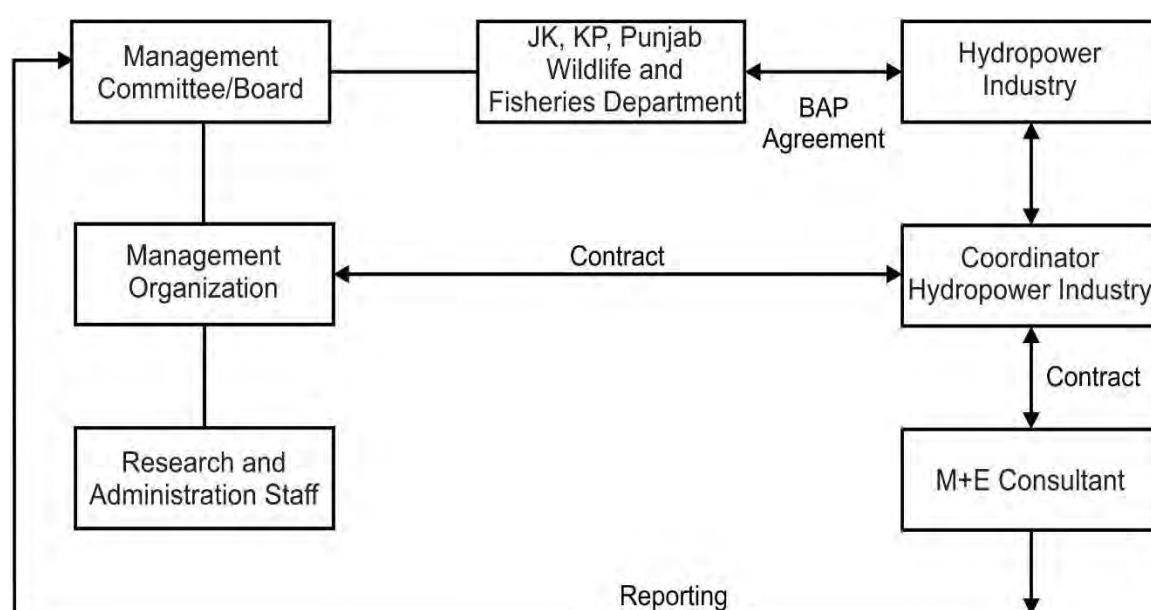 Management
Committee/Board
JK, KP, Punjab
Wildlife and
Fisheries Department
Hydropower
Industry
BAP
Agreement
Management
Organization
Contract
Coordinator
Hydropower Industry
Contract
Research and
Administration Staff
M+E Consultant
Reporting